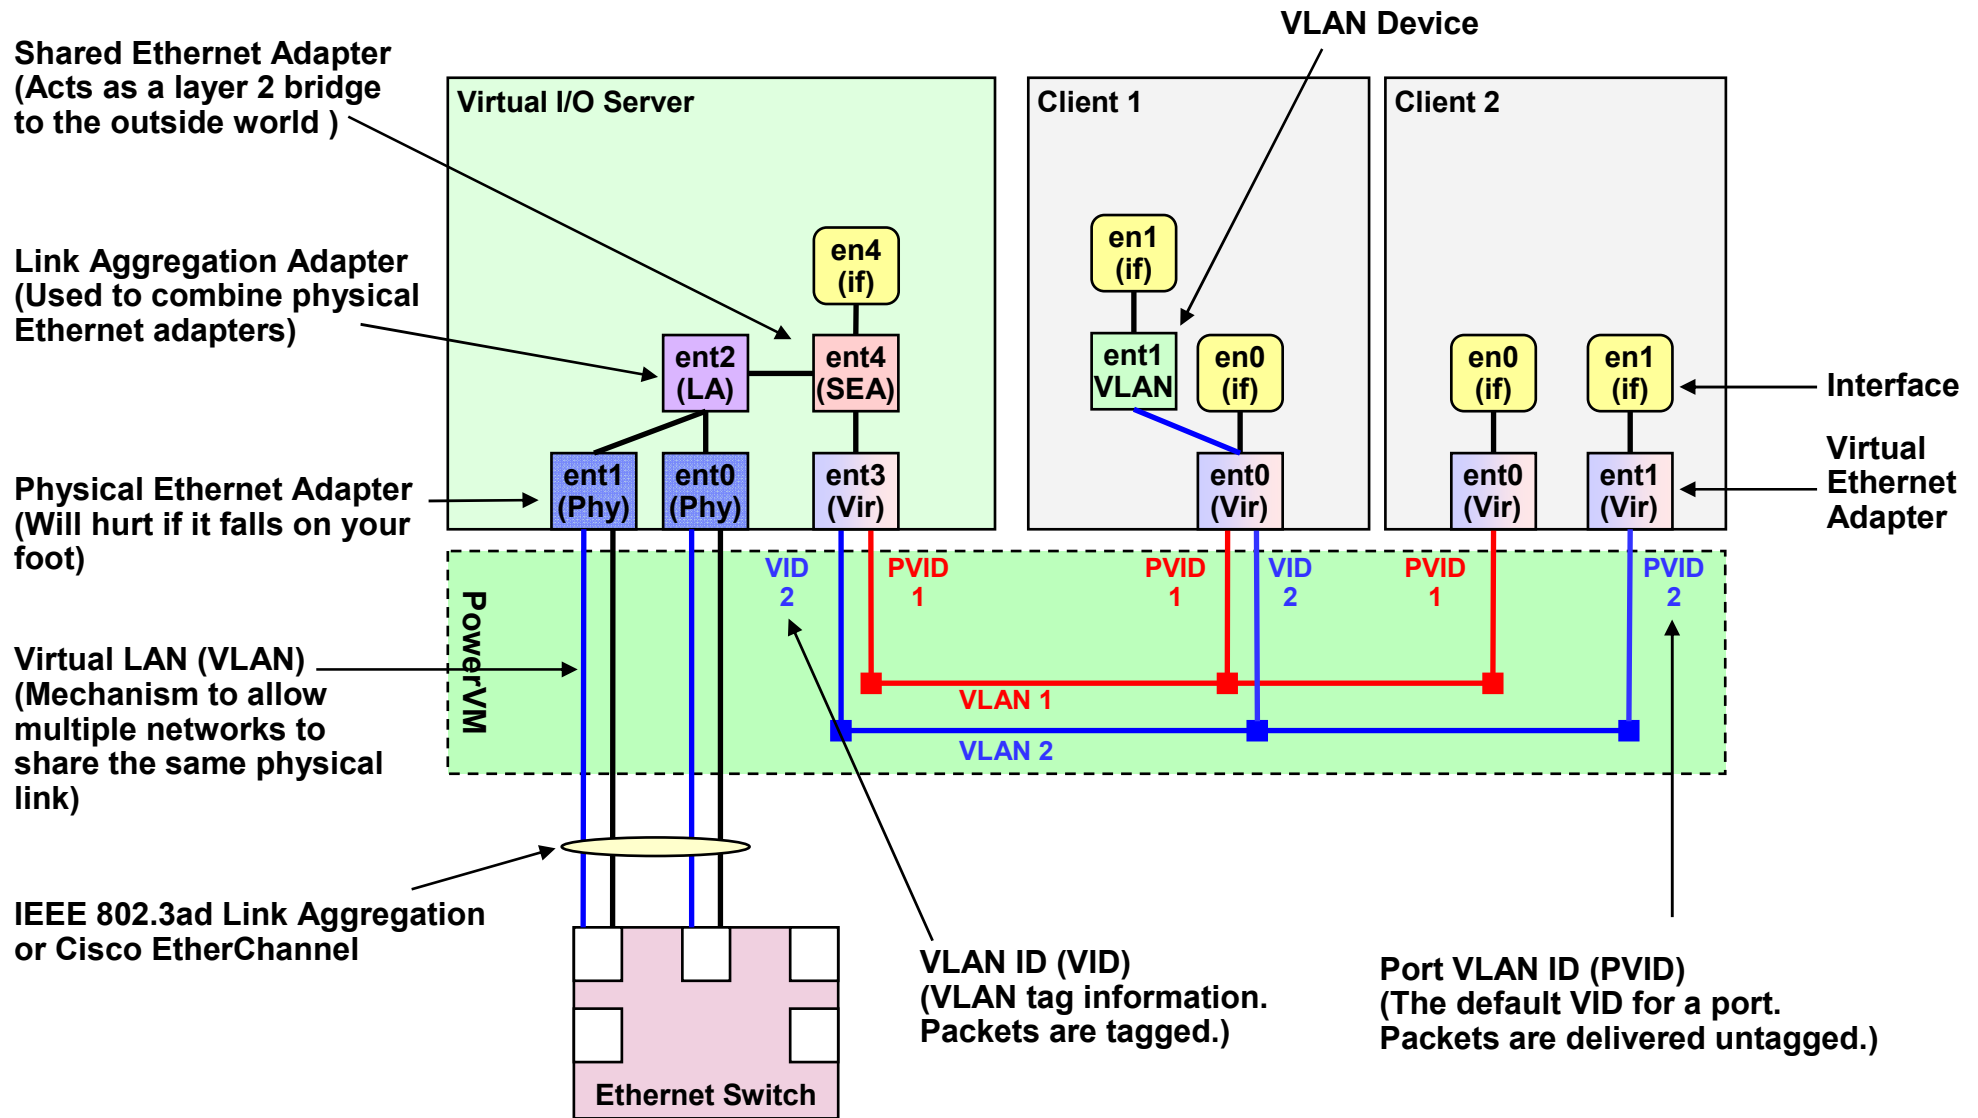 VLAN Device
Shared Ethernet Adapter
(Acts as a layer 2 bridge
to the outside world )
Link Aggregation Adapter
(Used to combine physical
Ethernet adapters)
Physical Ethernet Adapter
(Will hurt if it falls on your
foot)
Virtual LAN (VLAN)
(Mechanism to allow
multiple networks to
share the same physical
link)
IEEE 802.3ad Link Aggregation
or Cisco EtherChannel
Virtual I/O Server
en4
(if)
ent2
(LA)
ent4
(SEA)
ent1
(Phy)
ent0
(Phy)
ent3
(Vir)
Client 1
en1
(if)
ent1
VLAN
en0
(if)
ent0
(Vir)
Client 2
en0
(if)
en1
(if)
ent0
(Vir)
ent1
(Vir)
Interface
Virtual
Ethernet
Adapter
PowerVM
VID
2
PVID
1
PVID
1
VID
2
PVID
1
PVID
2
VLAN 1
VLAN 2
VLAN ID (VID)
(VLAN tag information.
Packets are tagged.)
Port VLAN ID (PVID)
(The default VID for a port.
Packets are delivered untagged.)
Ethernet Switch